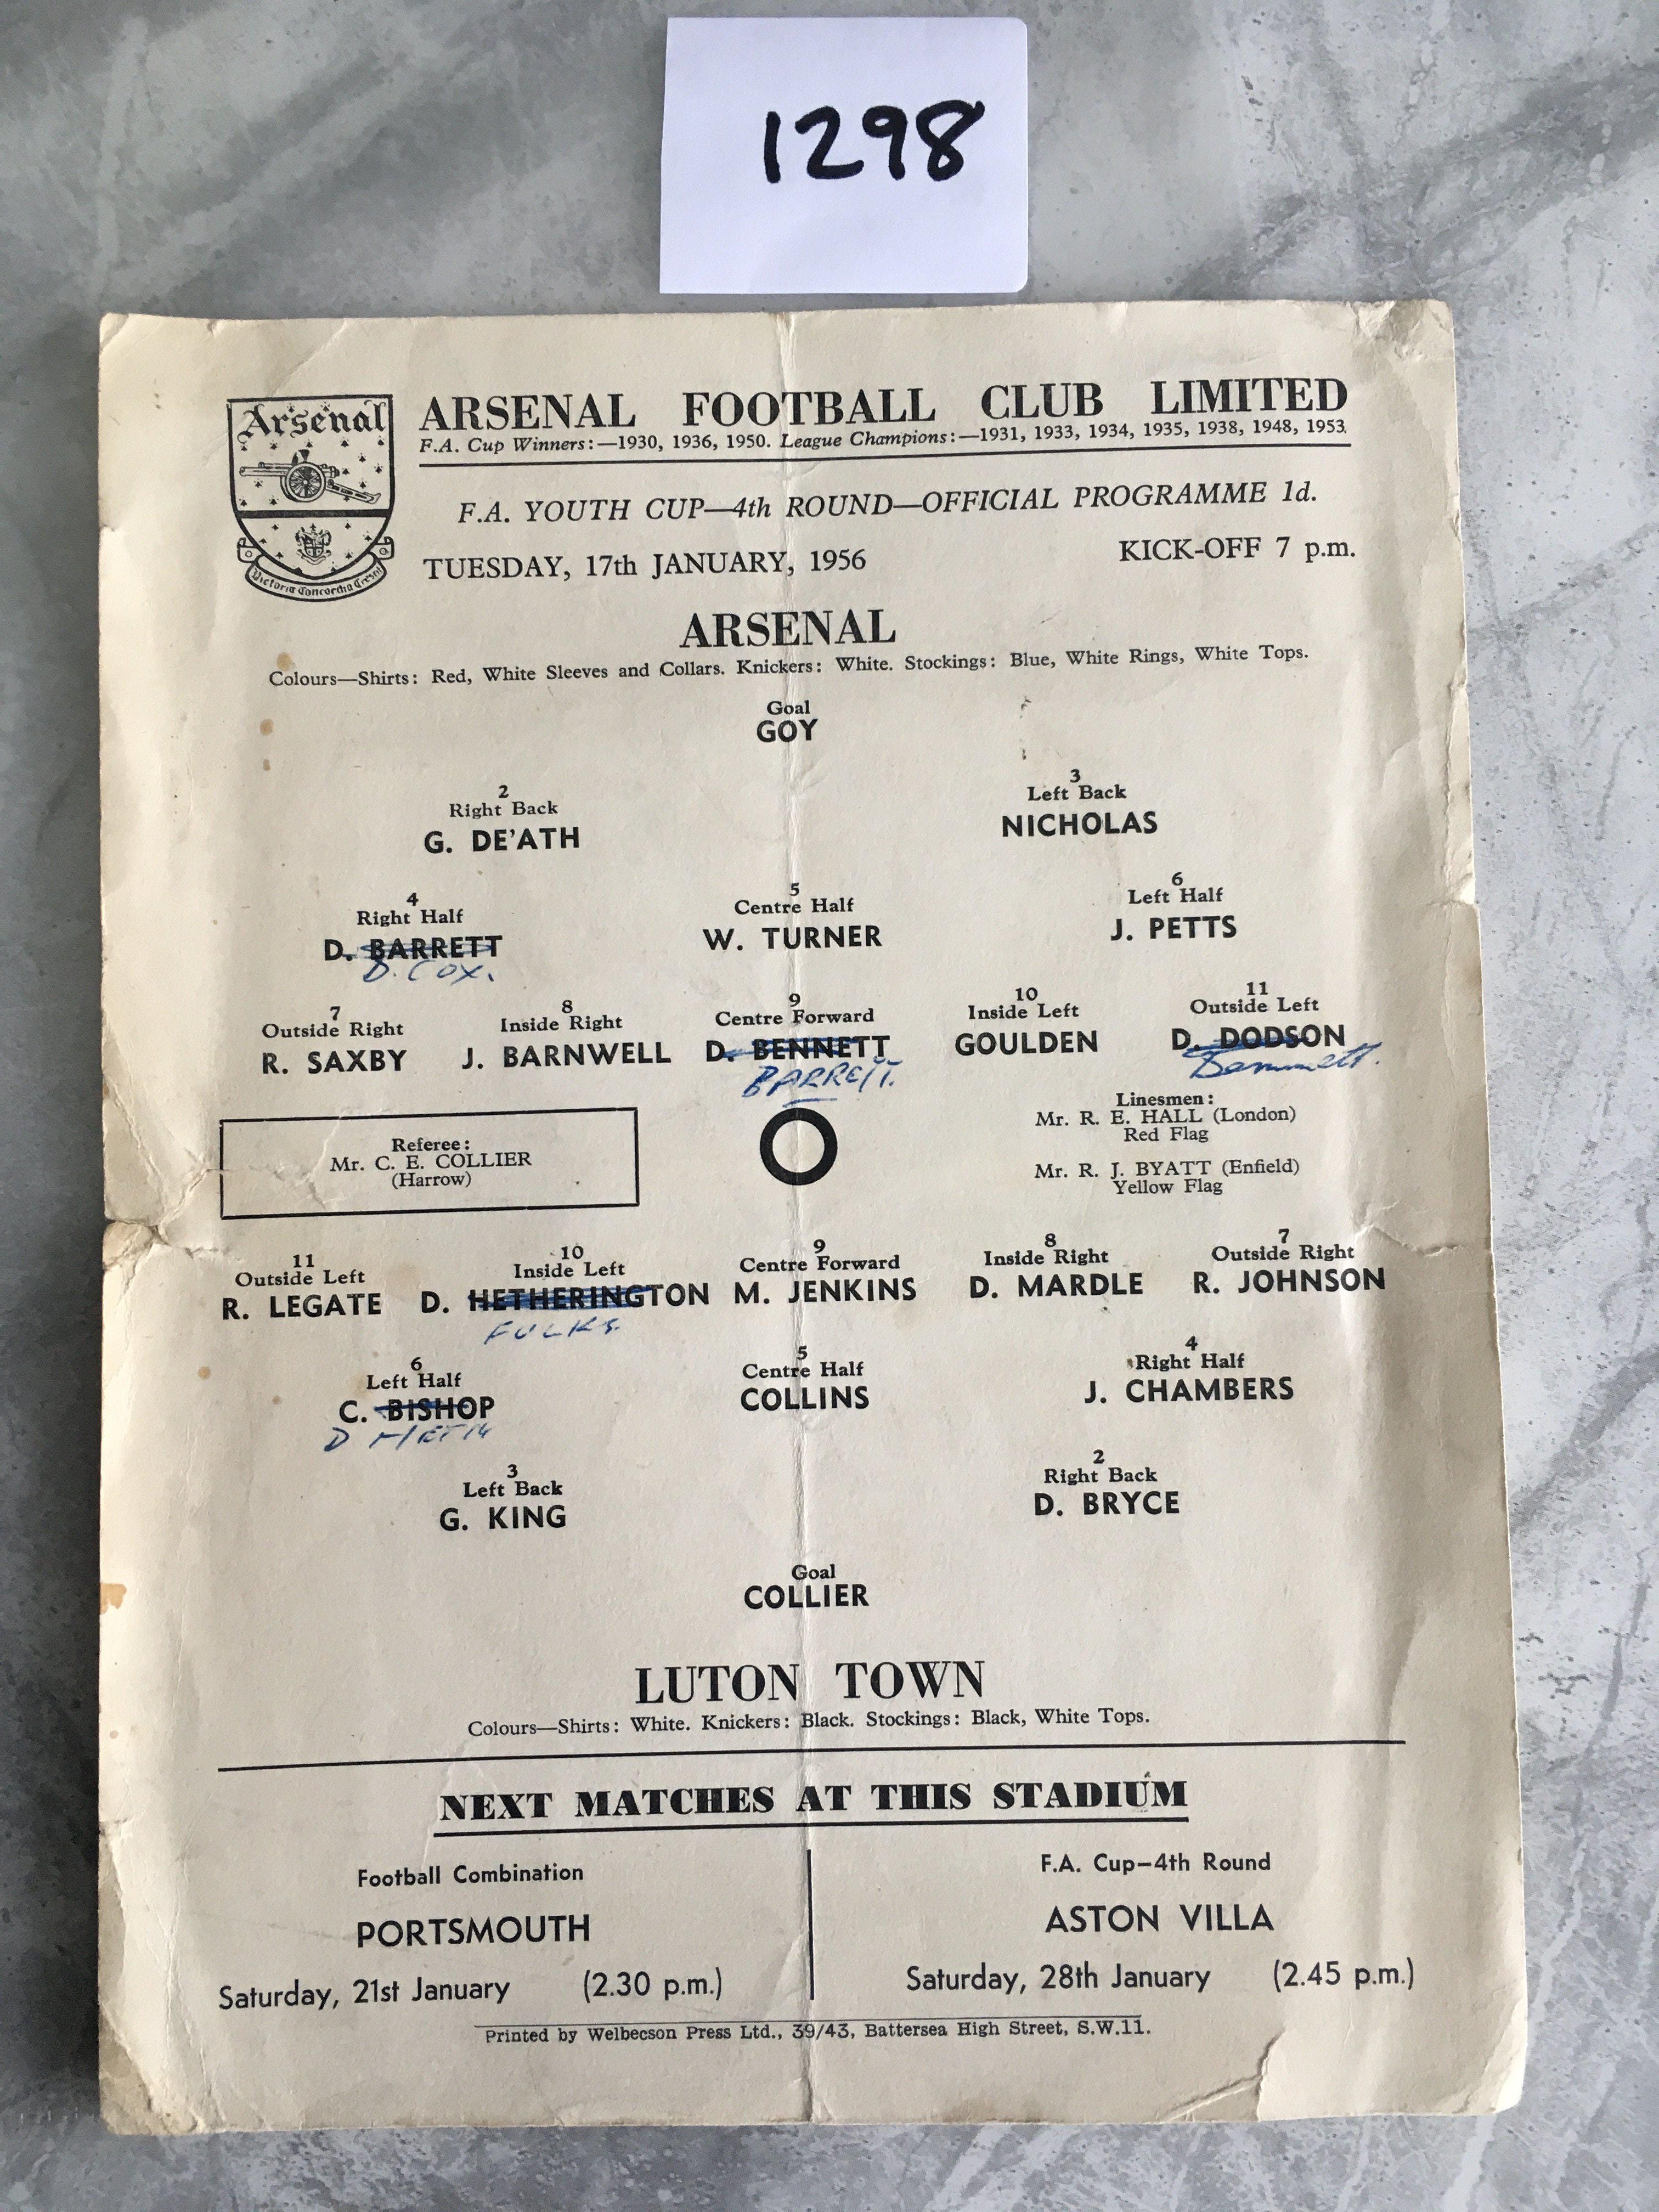 1298
Arsenal
Victoria Concordia Crescit
ARSENAL FOOTBALL CLUB LIMITED
F.A. Cup Winners:—1930, 1936, 1950. League Champions:—1931, 1933, 1934, 1935, 1938, 1948, 1953.
F.A. YOUTH CUP—4th ROUND—OFFICIAL PROGRAMME 1d.
TUESDAY, 17th JANUARY, 1956 KICK-OFF 7 p.m.
ARSENAL
Colours—Shirts: Red, White Sleeves and Collars. Knickers: White. Stockings: Blue, White Rings, White Tops.
Goal
GOY
2 3
Right Back Left Back
G. DE'ATH NICHOLAS
4 5 6
Right Half Centre Half Left Half
D. BARRETT W. TURNER J. PETTS
D. COX.
7 8 9 10 11
Outside Right Inside Right Centre Forward Inside Left Outside Left
R. SAXBY J. BARNWELL D. BENNETT GOULDEN D. DODSON
BARRETT. Bennett.
Referee:
Mr. C. E. COLLIER
(Harrow)
Linesmen:
Mr. R. E. HALL (London)
Red Flag
Mr. R. J. BYATT (Enfield)
Yellow Flag
11 10 9 8 7
Outside Left Inside Left Centre Forward Inside Right Outside Right
R. LEGATE D. HETHERINGTON M. JENKINS D. MARDLE R. JOHNSON
FULKS.
6 5 4
Left Half Centre Half Right Half
C. BISHOP COLLINS J. CHAMBERS
D HETH
3 2
Left Back Right Back
G. KING D. BRYCE
Goal
COLLIER
LUTON TOWN
Colours—Shirts: White. Knickers: Black. Stockings: Black, White Tops.
NEXT MATCHES AT THIS STADIUM
Football Combination
PORTSMOUTH
Saturday, 21st January (2.30 p.m.)
F.A. Cup—4th Round
ASTON VILLA
Saturday, 28th January (2.45 p.m.)
Printed by Welbecson Press Ltd., 39/43, Battersea High Street, S.W.11.